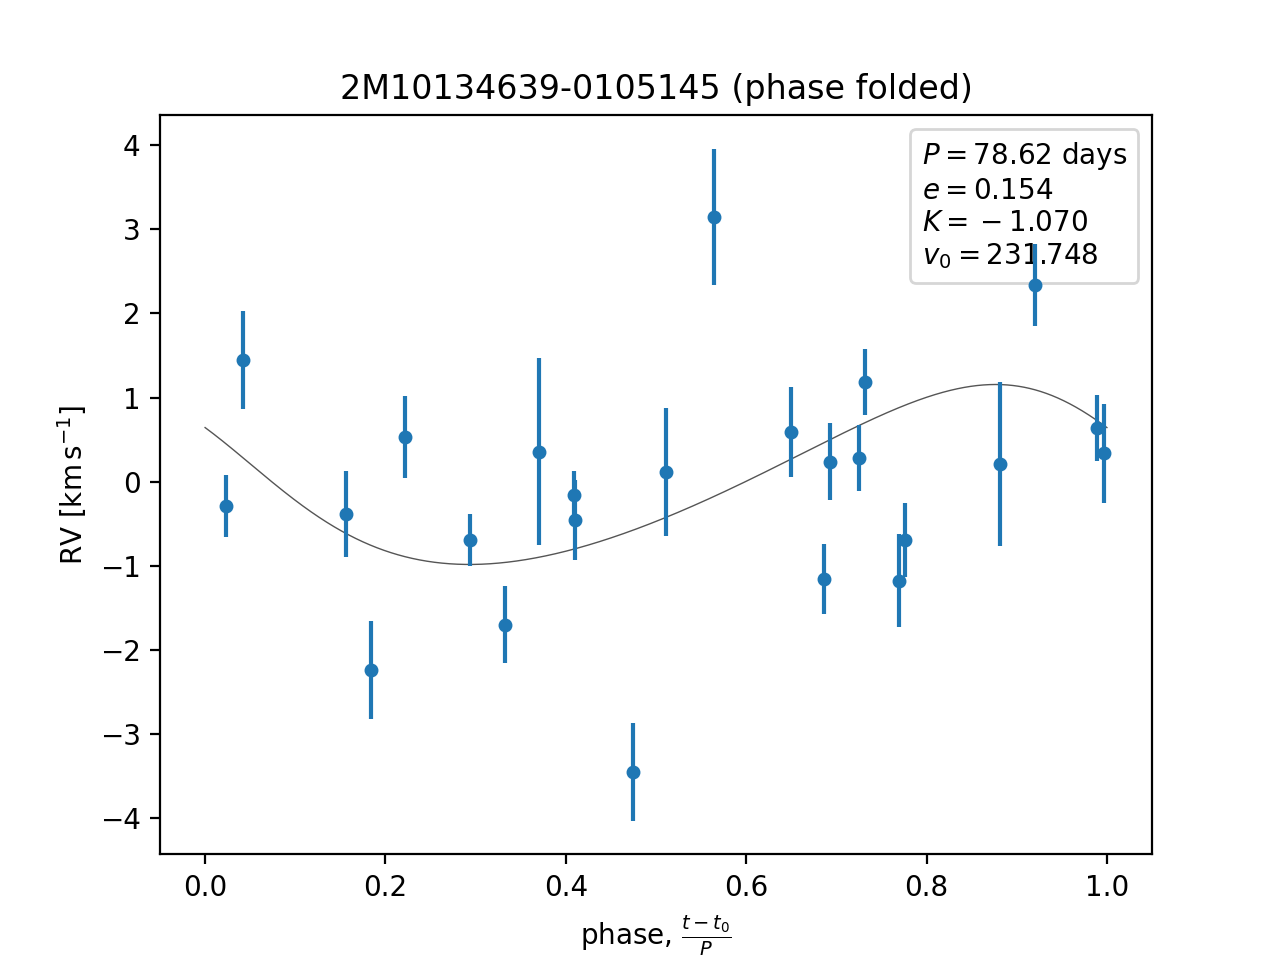 2M10134639-0105145 (phase folded)
P = 78.62 days
e = 0.154
K = −1.070
v₀ = 231.748
RV [km s⁻¹]
4
3
2
1
0
−1
−2
−3
−4
0.0 0.2 0.4 0.6 0.8 1.0
phase, (t − t₀)/P